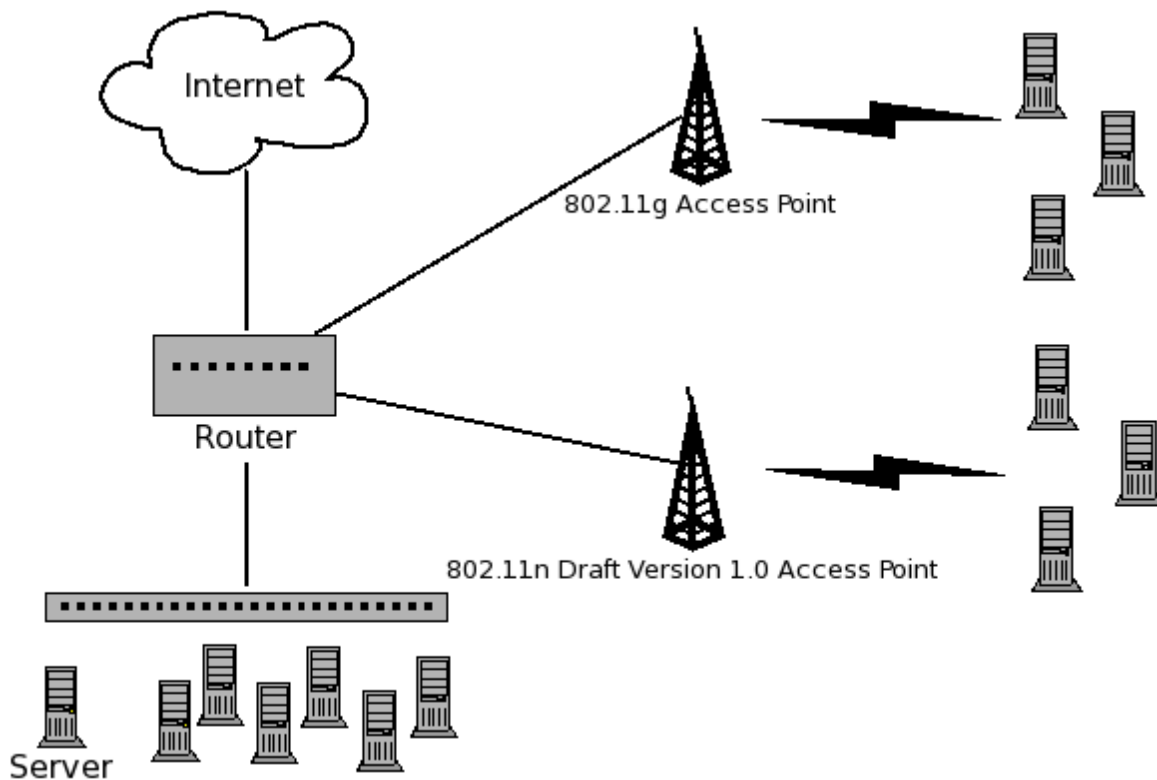 Internet
802.11g Access Point
Router
802.11n Draft Version 1.0 Access Point
Server